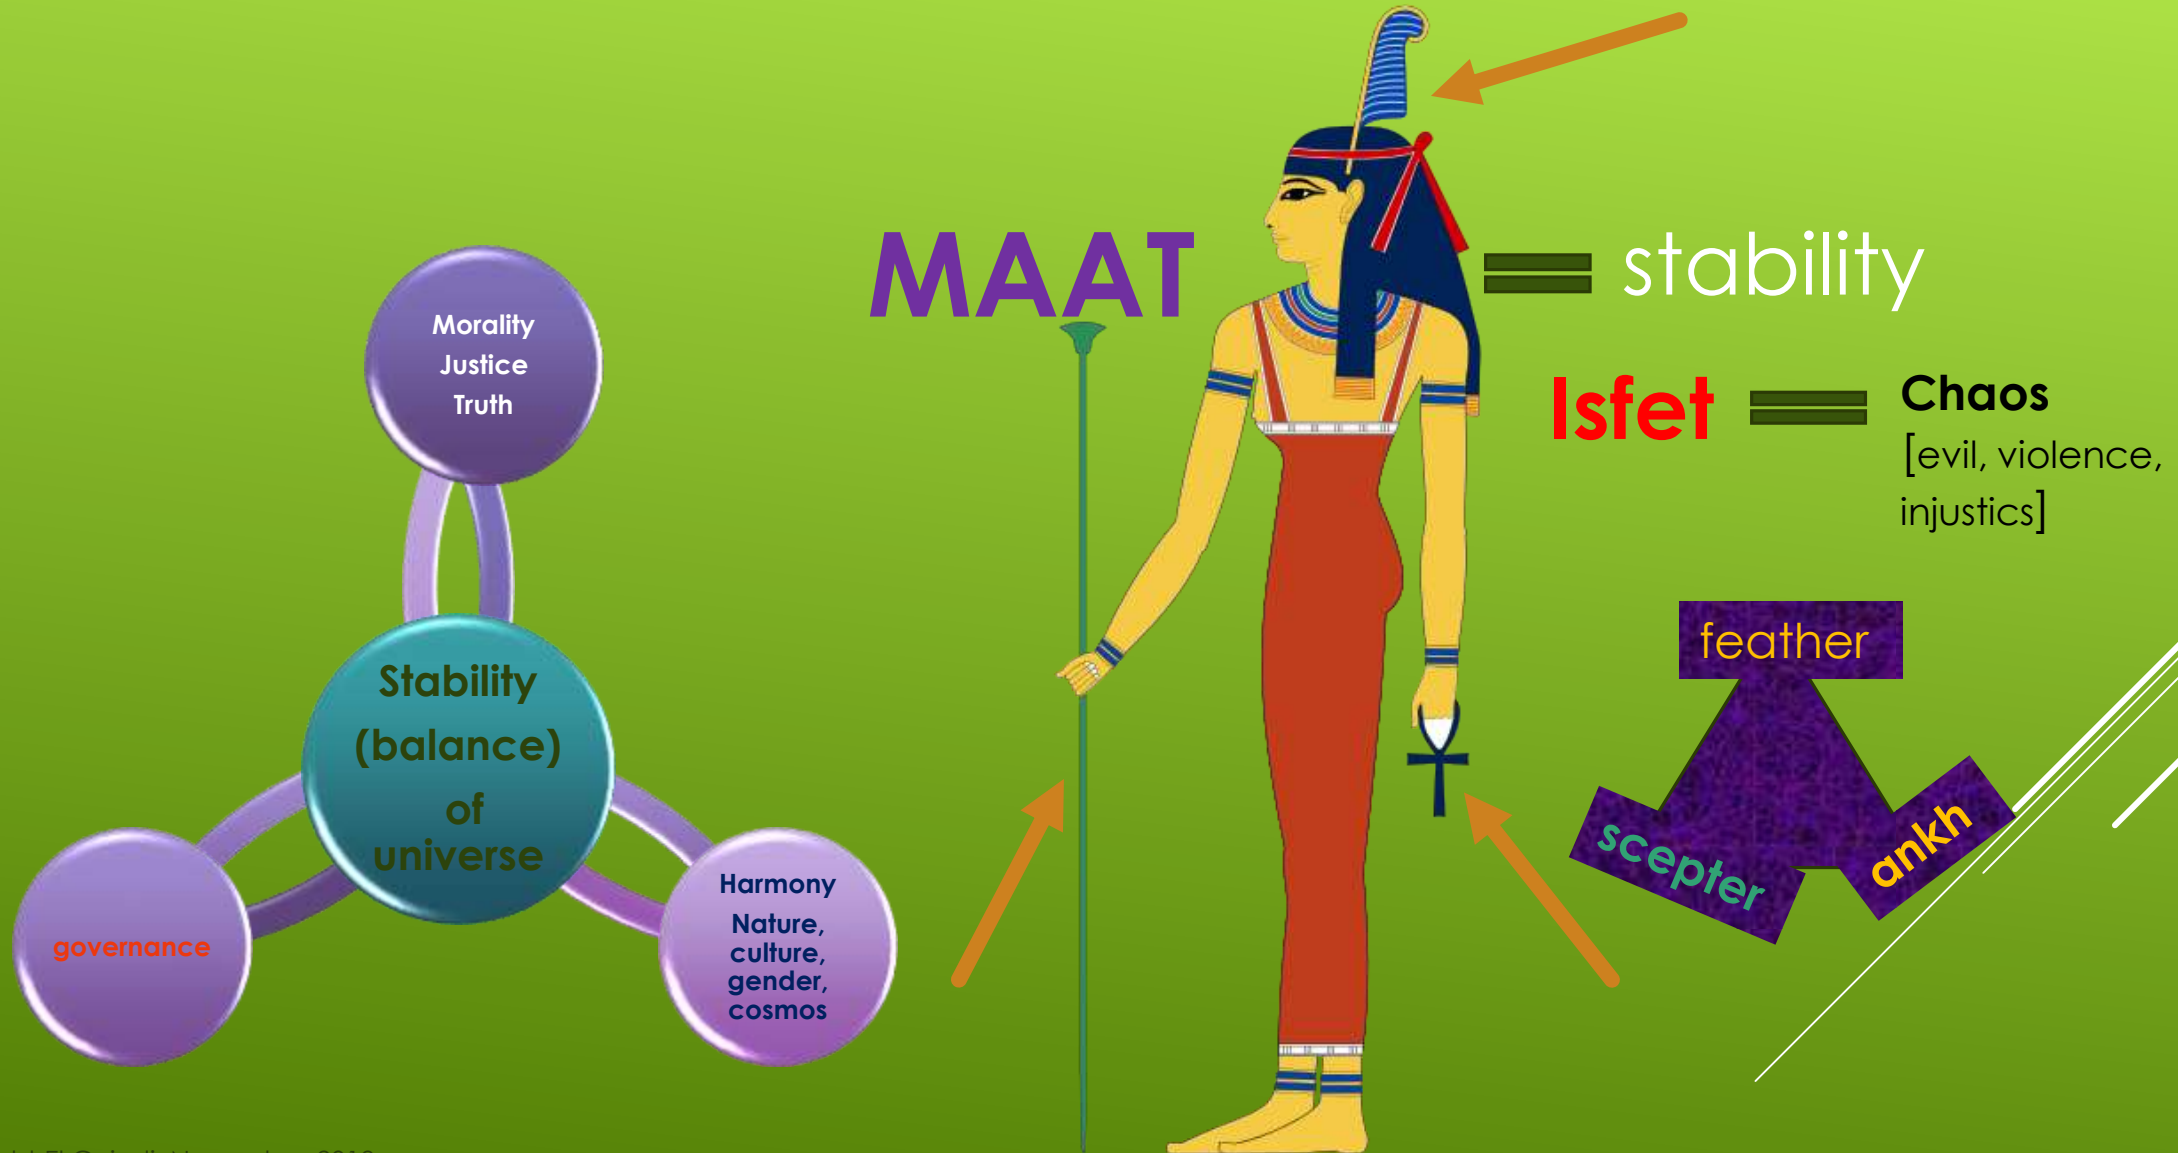 MAAT
stability
Isfet
Chaos
[evil, violence,
injustics]
Morality
Justice
Truth
Stability
(balance)
of
universe
governance
Harmony
Nature,
culture,
gender,
cosmos
feather
scepter
ankh